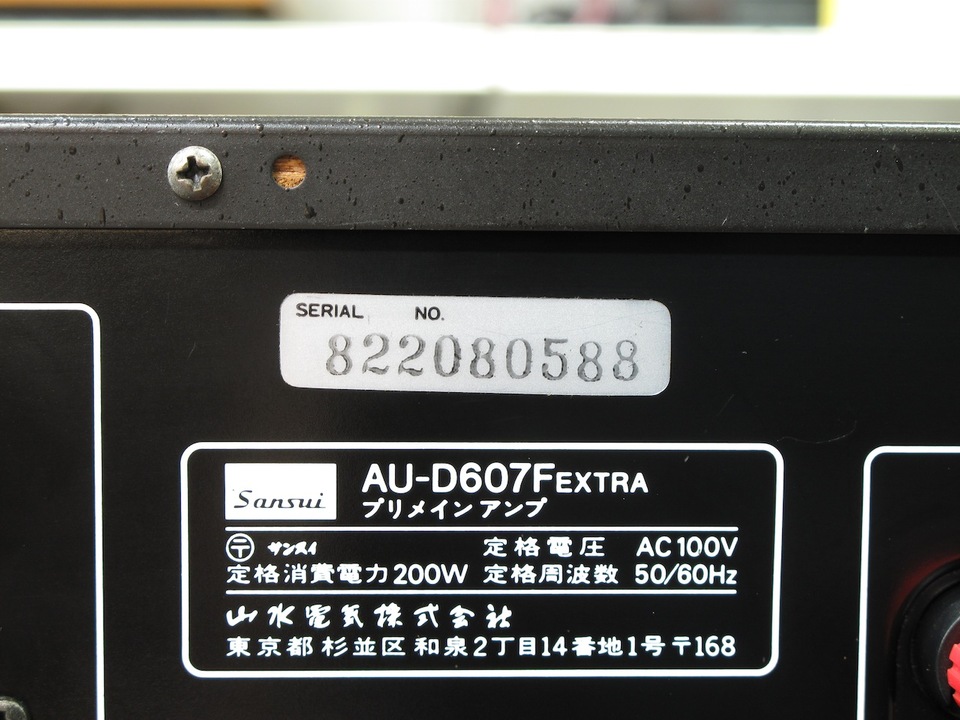 SERIAL NO.
822080588
Sansui
AU-D607F EXTRA
プリメイン アンプ
〒 サンスイ 定格電圧 AC100V
定格消費電力200W 定格周波数 50/60Hz
山水電気株式会社
東京都杉並区和泉2丁目14番地1号〒168